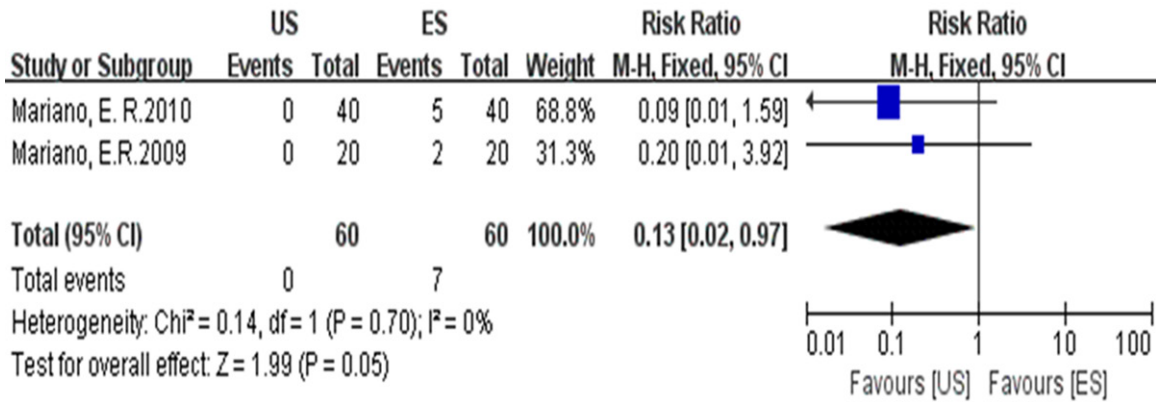 US ES Risk Ratio Risk Ratio
Study or Subgroup Events Total Events Total Weight M-H, Fixed, 95% CI M-H, Fixed, 95% CI
Mariano, E. R.2010 0 40 5 40 68.8% 0.09 [0.01, 1.59]
Mariano, E.R.2009 0 20 2 20 31.3% 0.20 [0.01, 3.92]
Total (95% CI) 60 60 100.0% 0.13 [0.02, 0.97]
Total events 0 7
Heterogeneity: Chi² = 0.14, df = 1 (P = 0.70); I² = 0%
Test for overall effect: Z = 1.99 (P = 0.05)
0.01 0.1 1 10 100
Favours [US] Favours [ES]